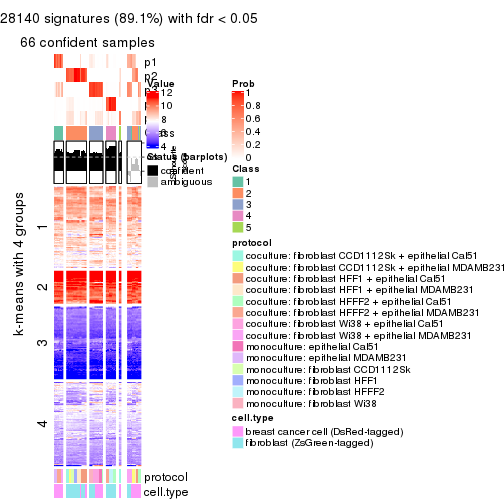 28140 signatures (89.1%) with fdr < 0.05
66 confident samples
p1
p2
Value
12
10
8
6
4
Status (barplots)
confident
ambiguous
k-means with 4 groups
1
2
3
4
protocol
cell.type
Prob
1
0.8
0.6
0.4
0.2
0
Class
1
2
3
4
5
protocol
coculture: fibroblast CCD1112Sk + epithelial Cal51
coculture: fibroblast CCD1112Sk + epithelial MDAMB231
coculture: fibroblast HFF1 + epithelial Cal51
coculture: fibroblast HFF1 + epithelial MDAMB231
coculture: fibroblast HFFF2 + epithelial Cal51
coculture: fibroblast HFFF2 + epithelial MDAMB231
coculture: fibroblast Wi38 + epithelial Cal51
coculture: fibroblast Wi38 + epithelial MDAMB231
monoculture: epithelial Cal51
monoculture: epithelial MDAMB231
monoculture: fibroblast CCD1112Sk
monoculture: fibroblast HFF1
monoculture: fibroblast HFFF2
monoculture: fibroblast Wi38
cell.type
breast cancer cell (DsRed-tagged)
fibroblast (ZsGreen-tagged)